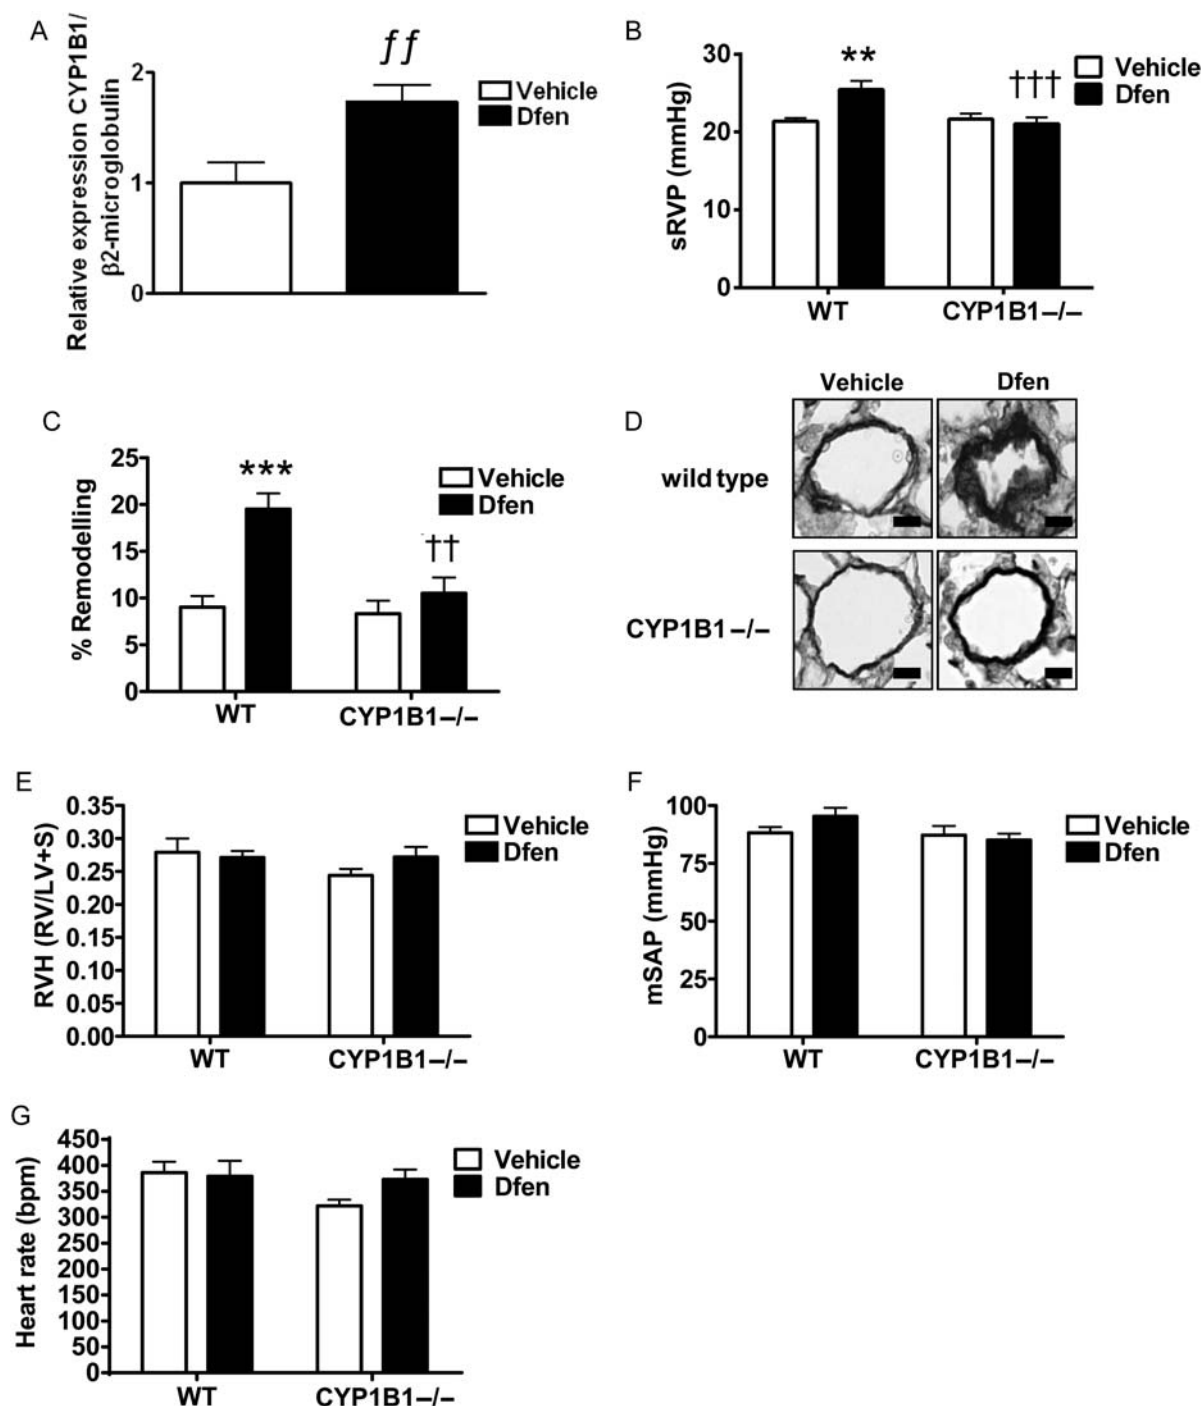 A
Relative expression CYP1B1/
β2-microglobulin
2
1
0
ƒƒ
Vehicle
Dfen
B
sRVP (mmHg)
30
20
10
0
**
†††
Vehicle
Dfen
WT
CYP1B1–/–
C
% Remodelling
25
20
15
10
5
0
***
††
Vehicle
Dfen
WT
CYP1B1–/–
D
Vehicle
Dfen
wild type
CYP1B1–/–
E
RVH (RV/LV+S)
0.35
0.30
0.25
0.20
0.15
0.10
0.05
0.00
Vehicle
Dfen
WT
CYP1B1–/–
F
mSAP (mmHg)
100
75
50
25
0
Vehicle
Dfen
WT
CYP1B1–/–
G
Heart rate (bpm)
450
400
350
300
250
200
150
100
50
0
Vehicle
Dfen
WT
CYP1B1–/–